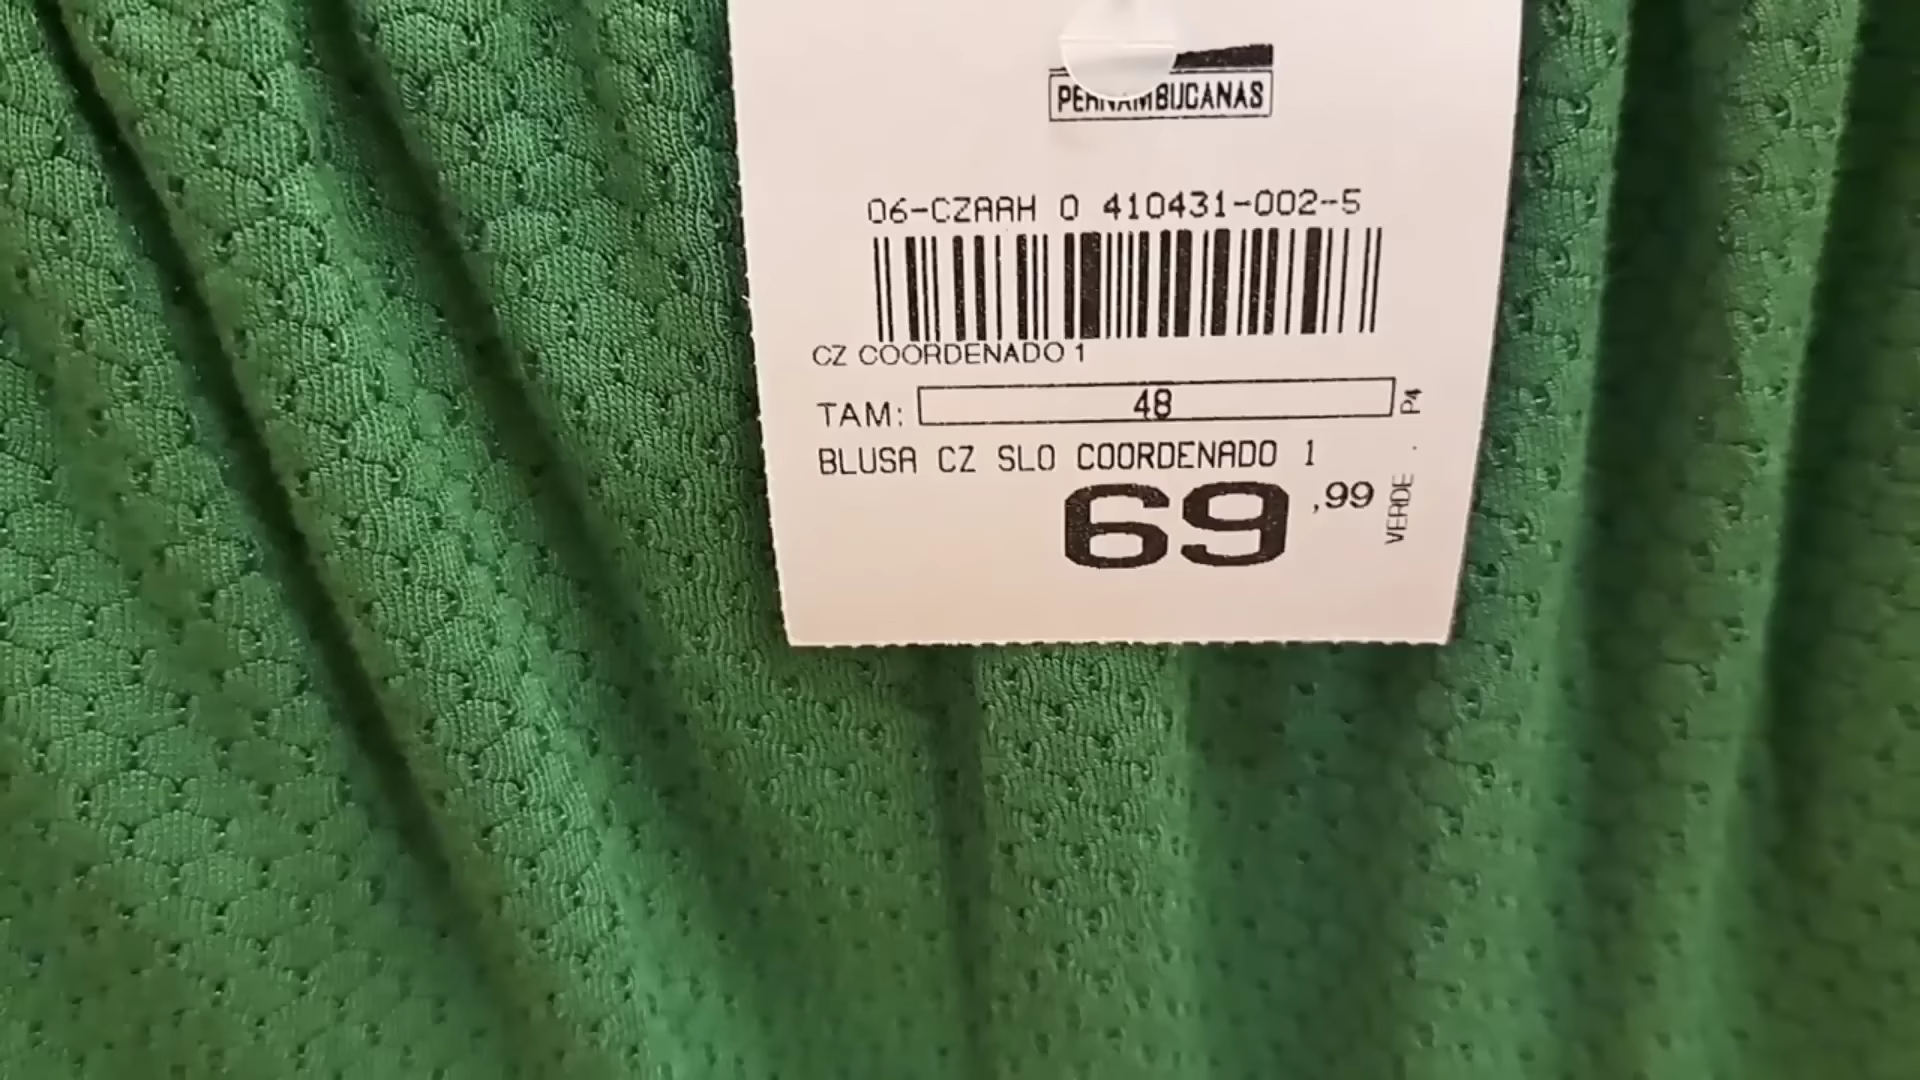 PERNAMBUCANAS
06-CZAAH 0 410431-002-5
CZ COORDENADO 1
TAM: 48
P4
BLUSA CZ SLO COORDENADO 1
69,99
VERDE .